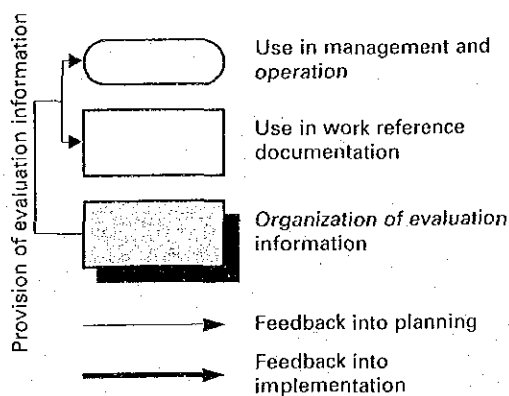 Provision of evaluation information
Use in management and
operation
Use in work reference
documentation
Organization of evaluation
information
Feedback into planning
Feedback into
implementation